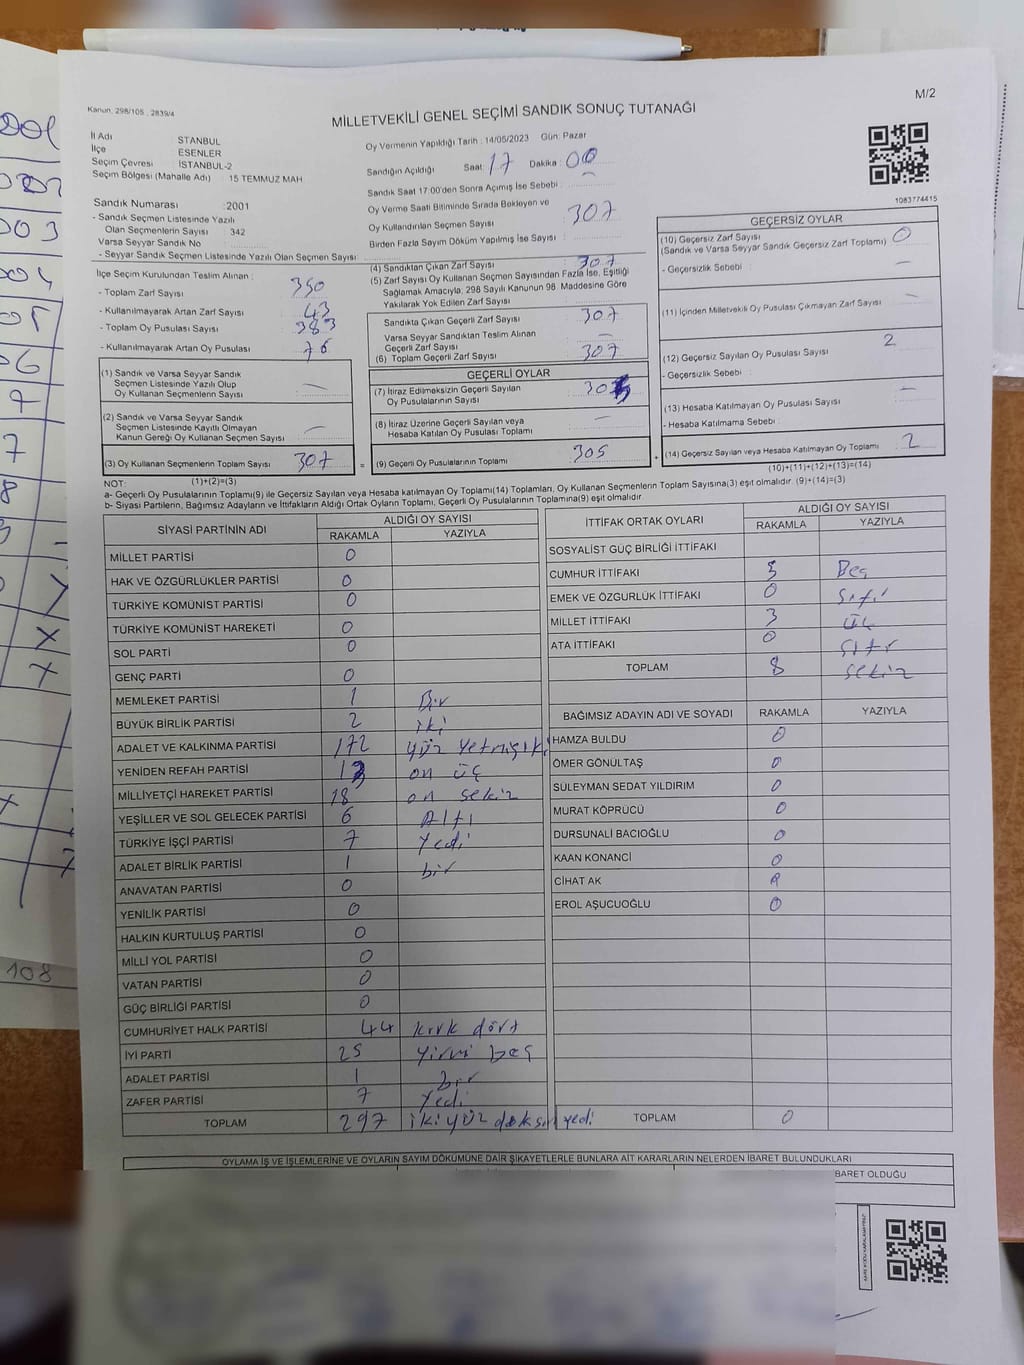 M/2
Kanun: 298/105 , 2839/4
MİLLETVEKİLİ GENEL SEÇİMİ SANDIK SONUÇ TUTANAĞI
İl Adı STANBUL
İlçe ESENLER
Seçim Çevresi İSTANBUL-2
Seçim Bölgesi (Mahalle Adı) 15 TEMMUZ MAH
Oy Vermenin Yapıldığı Tarih : 14/05/2023 Gün: Pazar
Sandığın Açıldığı Saat: 17 Dakika : 00
Sandık Saat 17:00'den Sonra Açımış İse Sebebi :
Oy Verme Saati Bitiminde Sırada Bekleyen ve
Oy Kullandırılan Seçmen Sayısı : 307
Birden Fazla Sayım Döküm Yapılmış İse Sayısı :
1083774415
Sandık Numarası : 2001
- Sandık Seçmen Listesinde Yazılı
Olan Seçmenlerin Sayısı : 342
Varsa Seyyar Sandık No
- Seyyar Sandık Seçmen Listesinde Yazılı Olan Seçmen Sayısı:
İlçe Seçim Kurulundan Teslim Alınan :
- Toplam Zarf Sayısı : 350
- Kullanılmayarak Artan Zarf Sayısı : 43
- Toplam Oy Pusulası Sayısı : 383
- Kullanılmayarak Artan Oy Pusulası : 76
(1) Sandık ve Varsa Seyyar Sandık
Seçmen Listesinde Yazılı Olup
Oy Kullanan Seçmenlerin Sayısı : —
(2) Sandık ve Varsa Seyyar Sandık
Seçmen Listesinde Kayıtlı Olmayan
Kanun Gereği Oy Kullanan Seçmen Sayısı : —
(3) Oy Kullanan Seçmenlerin Toplam Sayısı : 307
(1)+(2)=(3)
(4) Sandıktan Çıkan Zarf Sayısı : 307
(5) Zarf Sayısı Oy Kullanan Seçmen Sayısından Fazla İse, Eşitliği
Sağlamak Amacıyla, 298 Sayılı Kanunun 98. Maddesine Göre
Yakılarak Yok Edilen Zarf Sayısı :
Sandıkta Çıkan Geçerli Zarf Sayısı : 307
Varsa Seyyar Sandıktan Teslim Alınan
Geçerli Zarf Sayısı : —
(6) Toplam Geçerli Zarf Sayısı : 307
GEÇERLİ OYLAR
(7) İtiraz Edilmeksizin Geçerli Sayılan
Oy Pusulalarının Sayısı : 305
(8) İtiraz Üzerine Geçerli Sayılan veya
Hesaba Katılan Oy Pusulası Toplamı : —
= (9) Geçerli Oy Pusulalarının Toplamı : 305
GEÇERSİZ OYLAR
(10) Geçersiz Zarf Sayısı : 0
(Sandık ve Varsa Seyyar Sandık Geçersiz Zarf Toplamı)
- Geçersizlik Sebebi : —
(11) İçinden Milletvekili Oy Pusulası Çıkmayan Zarf Sayısı : —
(12) Geçersiz Sayılan Oy Pusulası Sayısı : 2
- Geçersizlik Sebebi :
(13) Hesaba Katılmayan Oy Pusulası Sayısı : —
- Hesaba Katılmama Sebebi :
+ (14) Geçersiz Sayılan veya Hesaba Katılmayan Oy Toplamı : 2
(10)+(11)+(12)+(13)=(14)
NOT:
a- Geçerli Oy Pusulalarının Toplamı(9) ile Geçersiz Sayılan veya Hesaba katılmayan Oy Toplamı(14) Toplamları, Oy Kullanan Seçmenlerin Toplam Sayısına(3) eşit olmalıdır. (9)+(14)=(3)
b- Siyasi Partilerin, Bağımsız Adayların ve İttifakların Aldığı Ortak Oyların Toplamı, Geçerli Oy Pusulalarının Toplamına(9) eşit olmalıdır.
SİYASİ PARTİNİN ADI ALDIĞI OY SAYISI
RAKAMLA YAZIYLA
MİLLET PARTİSİ 0
HAK VE ÖZGÜRLÜKLER PARTİSİ 0
TÜRKİYE KOMÜNİST PARTİSİ 0
TÜRKİYE KOMÜNİST HAREKETİ 0
SOL PARTİ 0
GENÇ PARTİ 0
MEMLEKET PARTİSİ 1 Bir
BÜYÜK BİRLİK PARTİSİ 2 iki
ADALET VE KALKINMA PARTİSİ 172 yüz yetmişiki
YENİDEN REFAH PARTİSİ 13 on üç
MİLLİYETÇİ HAREKET PARTİSİ 18 on sekiz
YEŞİLLER VE SOL GELECEK PARTİSİ 6 Altı
TÜRKİYE İŞÇİ PARTİSİ 7 Yedi
ADALET BİRLİK PARTİSİ 1 bir
ANAVATAN PARTİSİ 0
YENİLİK PARTİSİ 0
HALKIN KURTULUŞ PARTİSİ 0
MİLLİ YOL PARTİSİ 0
VATAN PARTİSİ 0
GÜÇ BİRLİĞİ PARTİSİ 0
CUMHURİYET HALK PARTİSİ 44 kırk dört
İYİ PARTİ 25 Yirmi beş
ADALET PARTİSİ 1 bir
ZAFER PARTİSİ 7 Yedi
TOPLAM 297 ikiyüz doksan yedi
İTTİFAK ORTAK OYLARI ALDIĞI OY SAYISI
RAKAMLA YAZIYLA
SOSYALİST GÜÇ BİRLİĞİ İTTİFAKI
CUMHUR İTTİFAKI 5 Beş
EMEK VE ÖZGÜRLÜK İTTİFAKI 0 Sıfır
MİLLET İTTİFAKI 3 üç
ATA İTTİFAKI 0 Sıfır
TOPLAM 8 sekiz
BAĞIMSIZ ADAYIN ADI VE SOYADI RAKAMLA YAZIYLA
HAMZA BULDU 0
ÖMER GÖNÜLTAŞ 0
SÜLEYMAN SEDAT YILDIRIM 0
MURAT KÖPRÜCÜ 0
DURSUNALİ BACIOĞLU 0
KAAN KONANCİ 0
CİHAT AK
EROL AŞUCUOĞLU 0
TOPLAM 0
OYLAMA İŞ VE İŞLEMLERİNE VE OYLARIN SAYIM DÖKÜMÜNE DAİR ŞİKAYETLERLE BUNLARA AİT KARARLARIN NELERDEN İBARET BULUNDUKLARI
BARET OLDUĞU
108